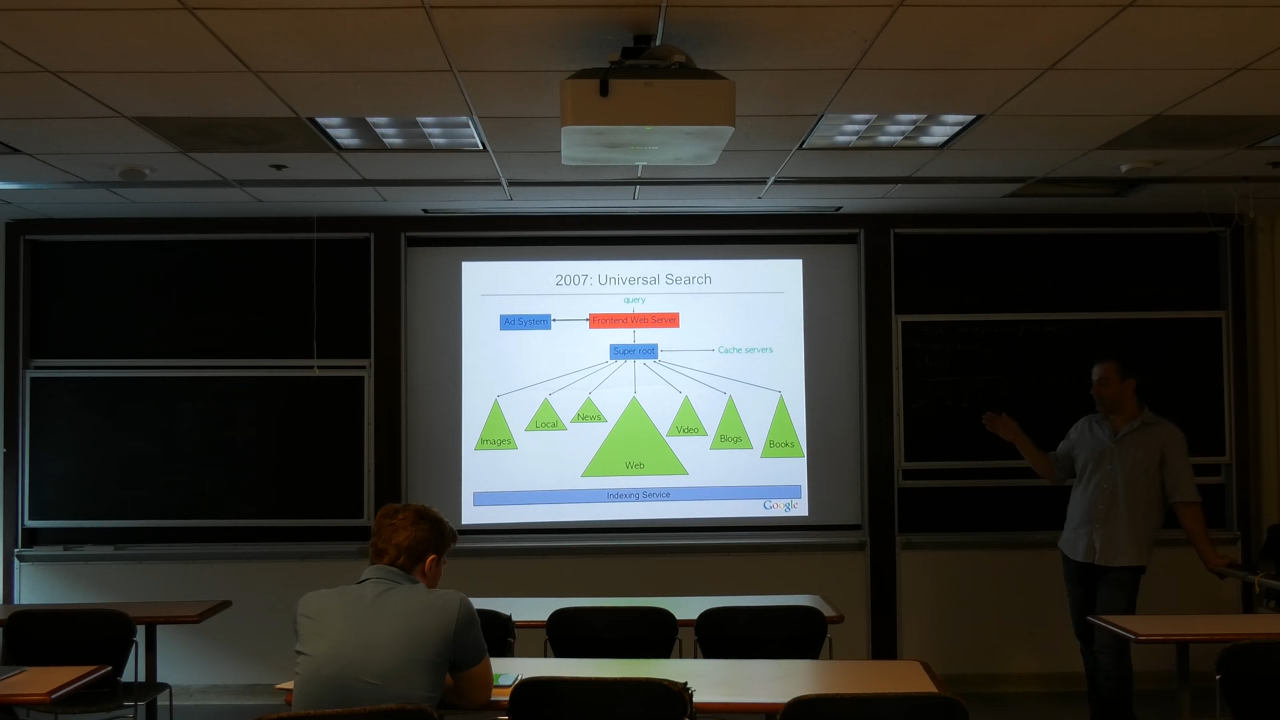 2007: Universal Search
query
Ad System
Frontend Web Server
Super root
Cache servers
Images
Local
News
Web
Video
Blogs
Books
Indexing Service
Google